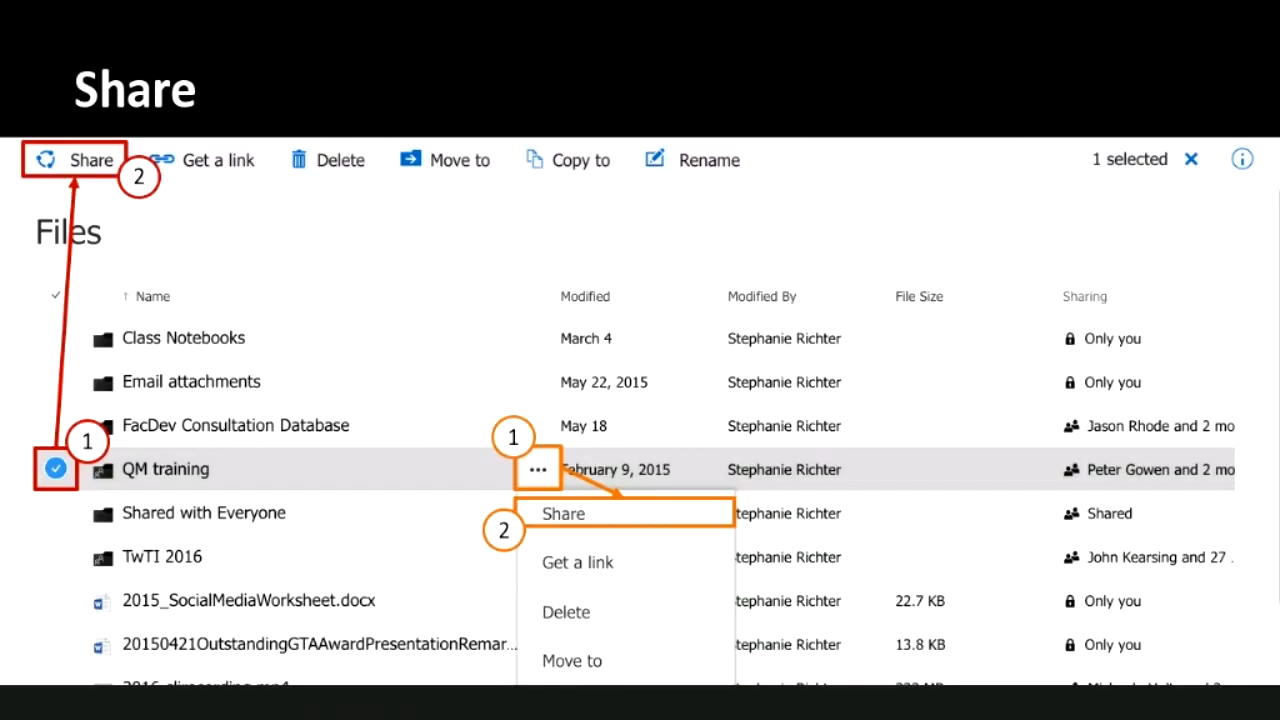 Share
Share 2 Get a link Delete Move to Copy to Rename 1 selected
Files
Name Modified Modified By File Size Sharing
Class Notebooks March 4 Stephanie Richter Only you
Email attachments May 22, 2015 Stephanie Richter Only you
FacDev Consultation Database May 18 Stephanie Richter Jason Rhode and 2 mo
1 1
QM training ... February 9, 2015 Stephanie Richter Peter Gowen and 2 mo
Shared with Everyone Share tephanie Richter Shared
2
TwTI 2016 Get a link tephanie Richter John Kearsing and 27 .
2015_SocialMediaWorksheet.docx Delete tephanie Richter 22.7 KB Only you
20150421OutstandingGTAAwardPresentationRemar... Move to tephanie Richter 13.8 KB Only you